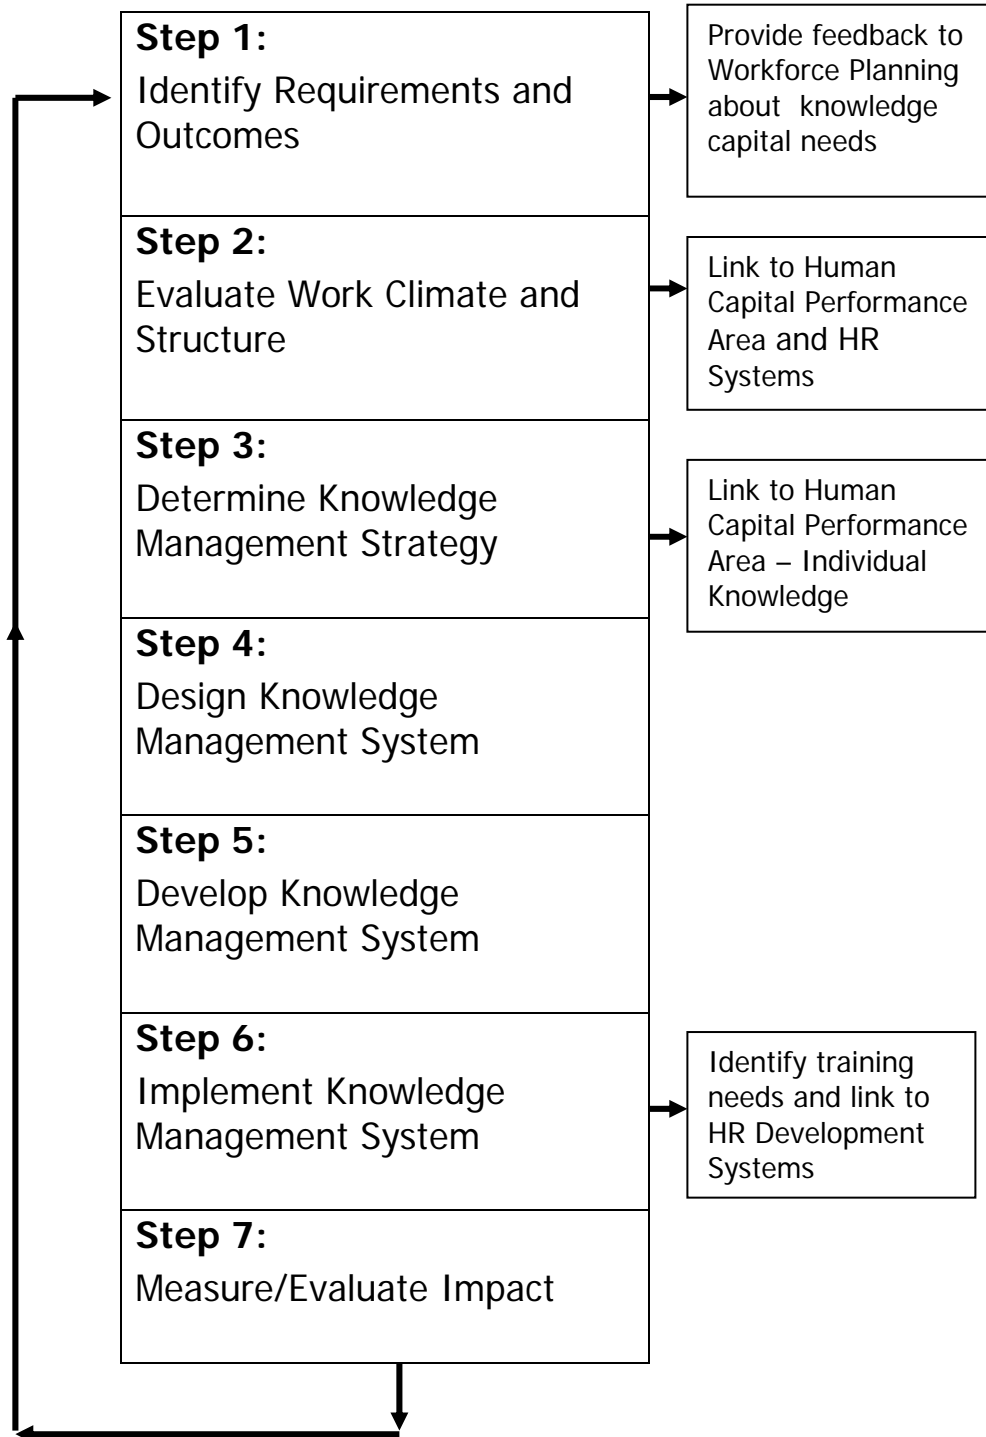 Step 1:
Identify Requirements and
Outcomes
Provide feedback to
Workforce Planning
about knowledge
capital needs
Step 2:
Evaluate Work Climate and
Structure
Link to Human
Capital Performance
Area and HR
Systems
Step 3:
Determine Knowledge
Management Strategy
Link to Human
Capital Performance
Area – Individual
Knowledge
Step 4:
Design Knowledge
Management System
Step 5:
Develop Knowledge
Management System
Step 6:
Implement Knowledge
Management System
Identify training
needs and link to
HR Development
Systems
Step 7:
Measure/Evaluate Impact